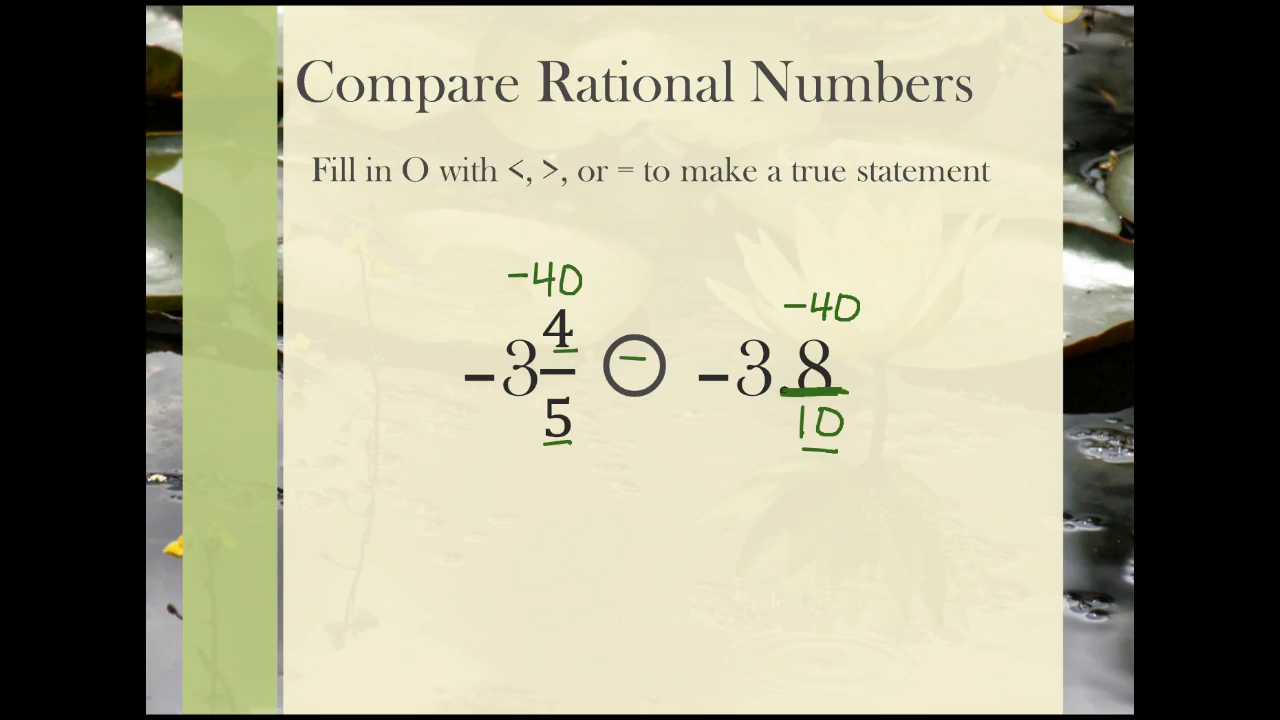 Compare Rational Numbers
Fill in O with <, >, or = to make a true statement
-40 -40
-3 4/5 − -3.8
10